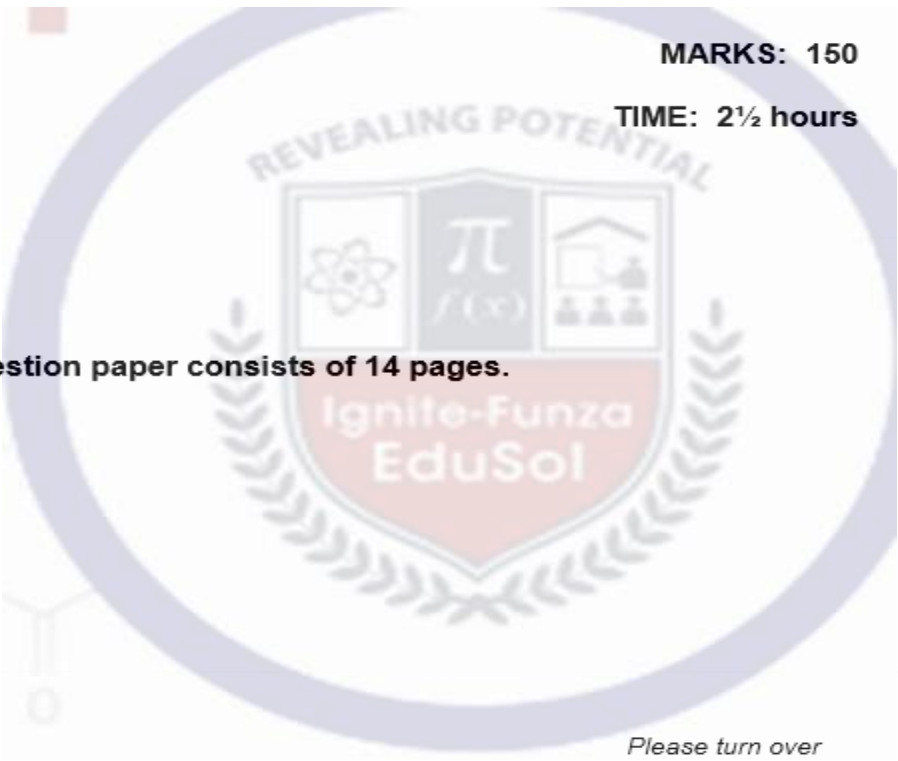 MARKS: 150
TIME: 2½ hours
REVEALING POTENTIAL
π
f(x)
estion paper consists of 14 pages.
Ignite-Funza
EduSol
O
Please turn over